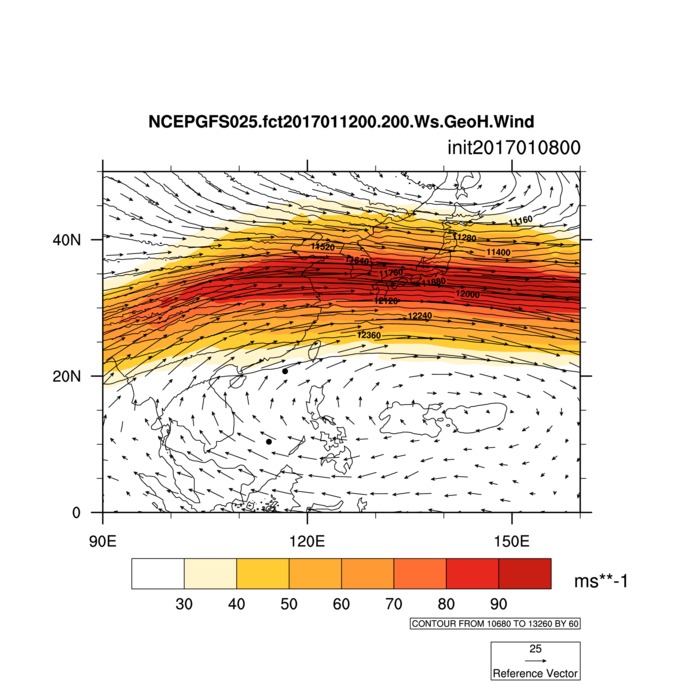 NCEPGFS025.fct2017011200.200.Ws.GeoH.Wind
init2017010800
11160
40N
11280
11520
11400
11640
11760
11880
12000
12120
12240
12360
20N
0
90E 120E 150E
ms**-1
30 40 50 60 70 80 90
CONTOUR FROM 10680 TO 13260 BY 60
25
Reference Vector